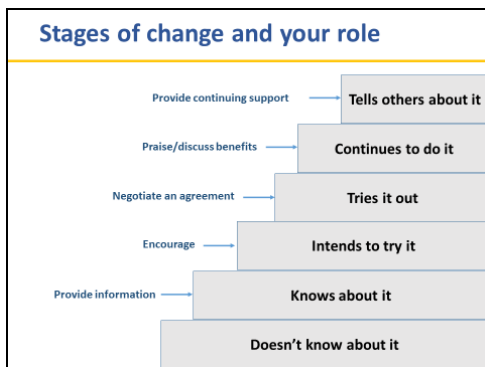 Stages of change and your role
Provide continuing support
Tells others about it
Praise/discuss benefits
Continues to do it
Negotiate an agreement
Tries it out
Encourage
Intends to try it
Provide information
Knows about it
Doesn't know about it